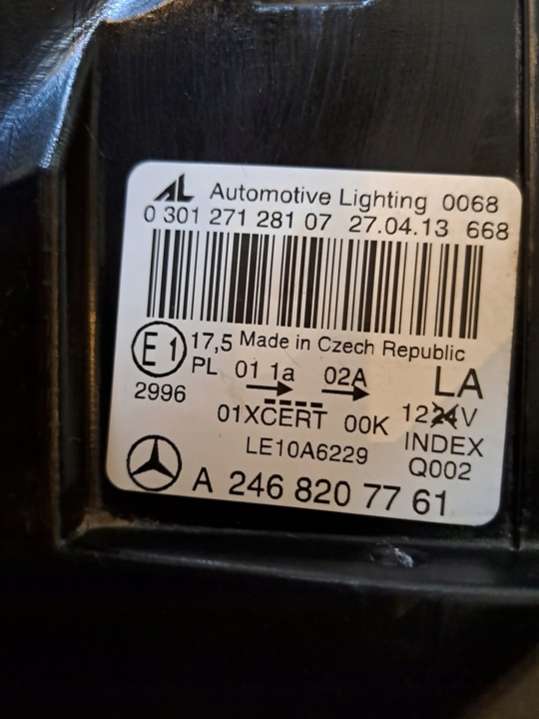 AL Automotive Lighting 0068
0 301 271 281 07 27.04.13 668
E1 17,5 Made in Czech Republic
PL 01 1a 02A LA
2996
01XCERT 00K 1224V
LE10A6229 INDEX
Q002
A 246 820 77 61